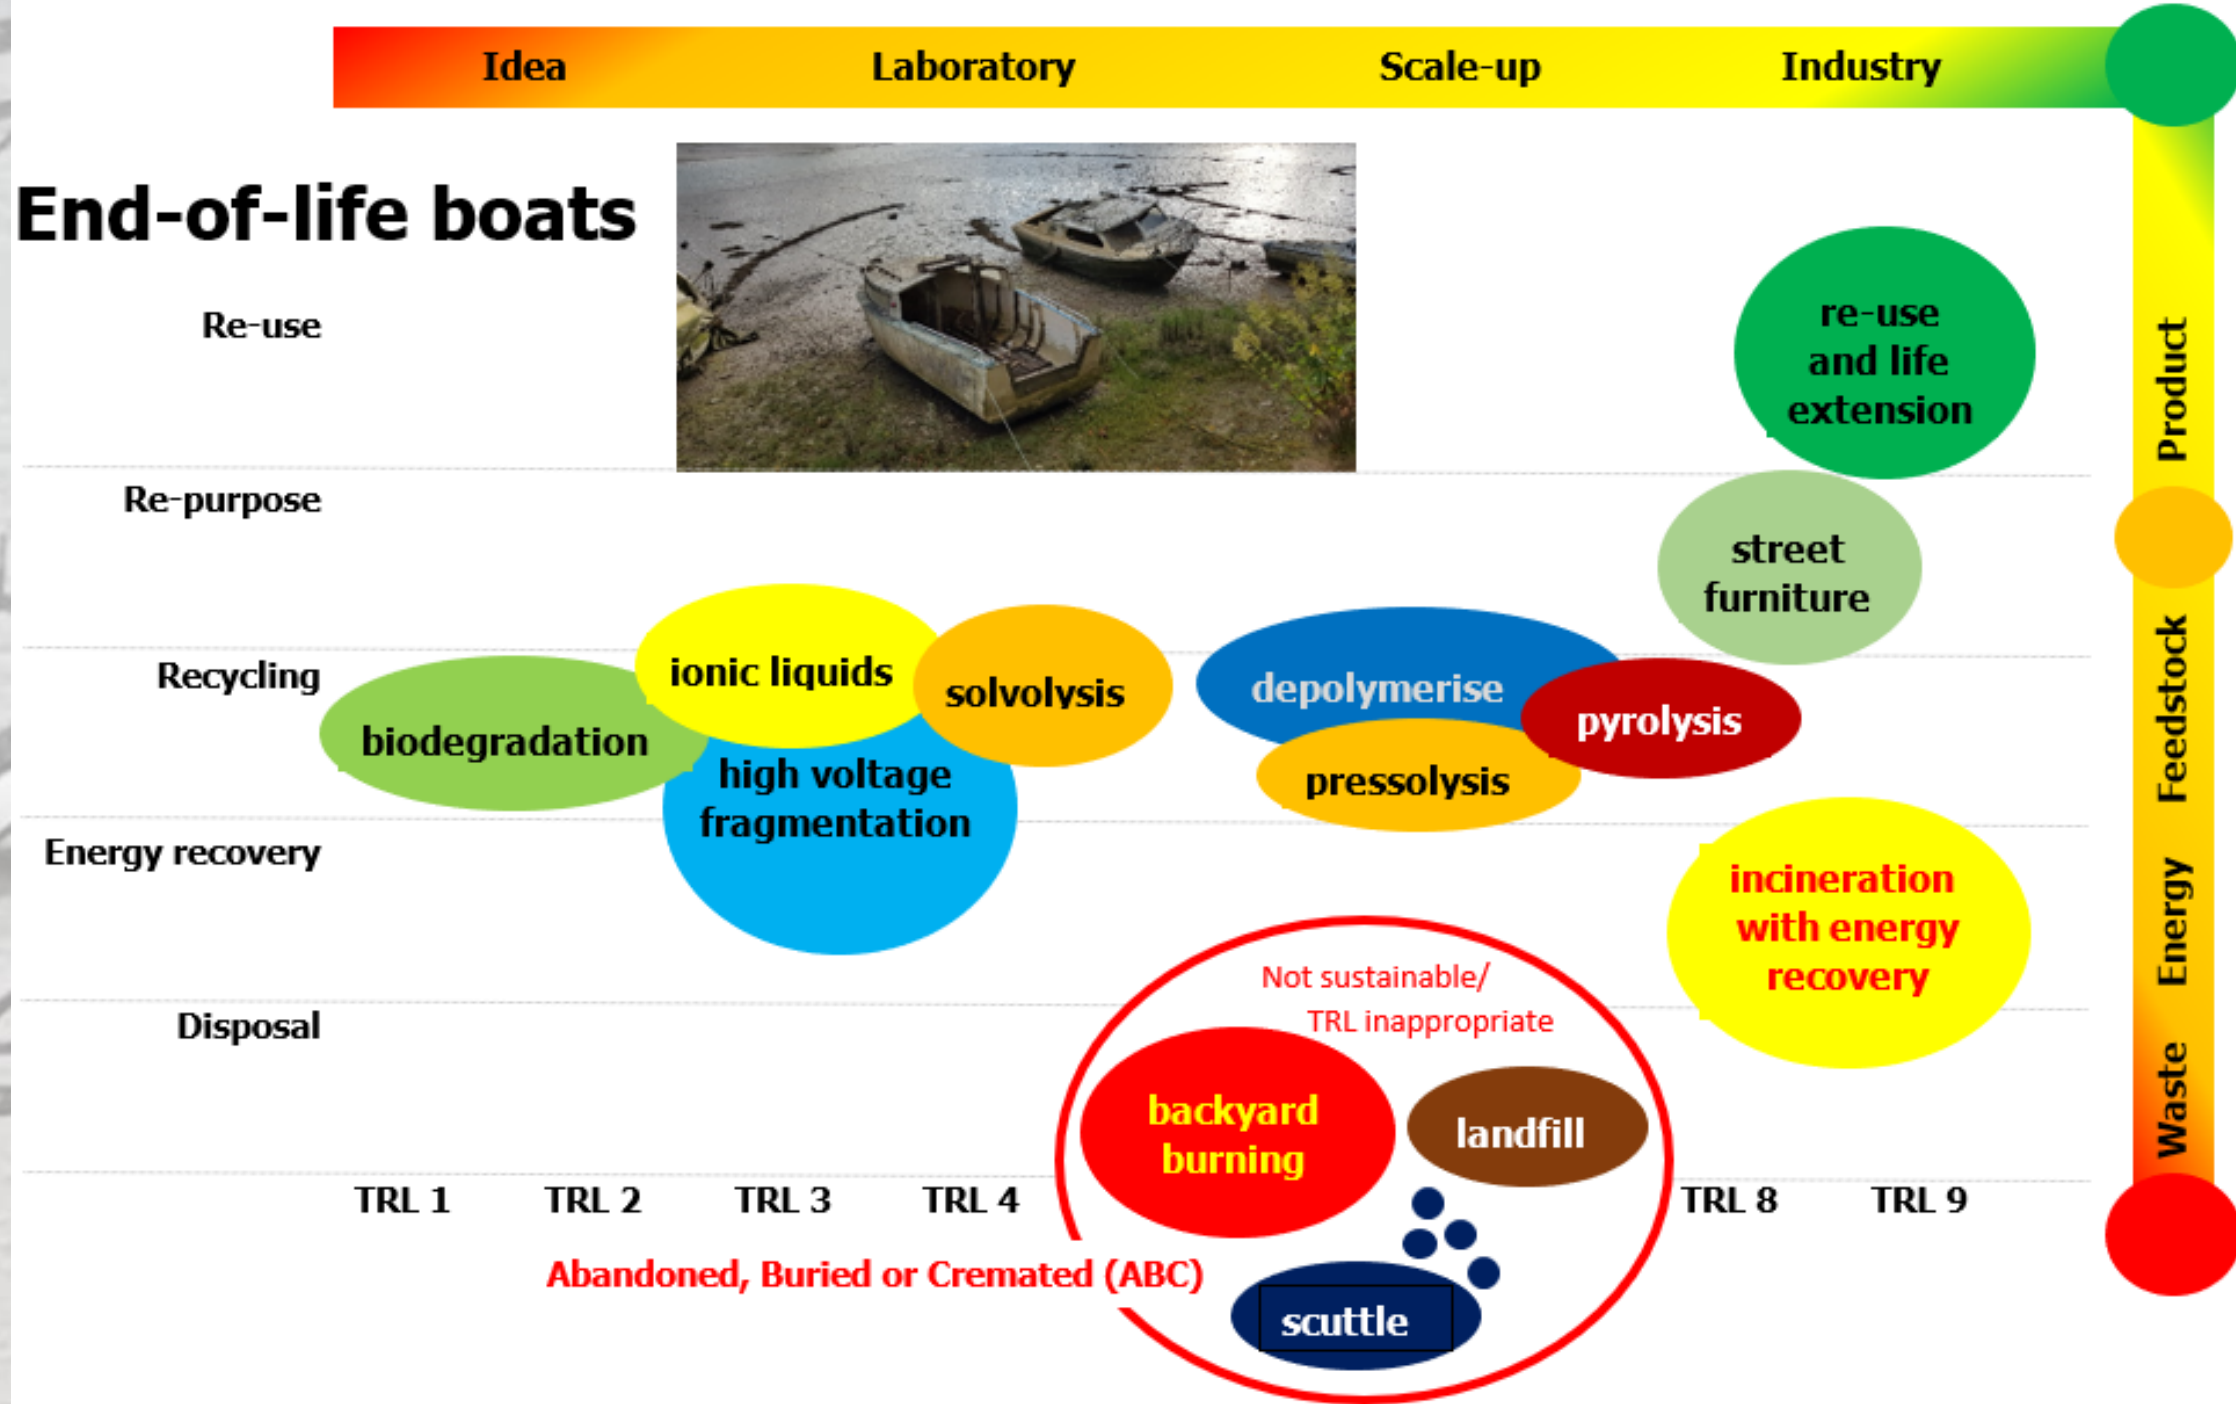 Idea Laboratory Scale-up Industry
End-of-life boats
Re-use
re-use
and life
extension
Product
Re-purpose
street
furniture
Recycling
biodegradation
ionic liquids
solvolysis
high voltage
fragmentation
depolymerise
pressolysis
pyrolysis
Feedstock
Energy recovery
incineration
with energy
recovery
Energy
Disposal
Not sustainable/
TRL inappropriate
backyard
burning
landfill
Waste
TRL 1 TRL 2 TRL 3 TRL 4 TRL 8 TRL 9
Abandoned, Buried or Cremated (ABC)
scuttle